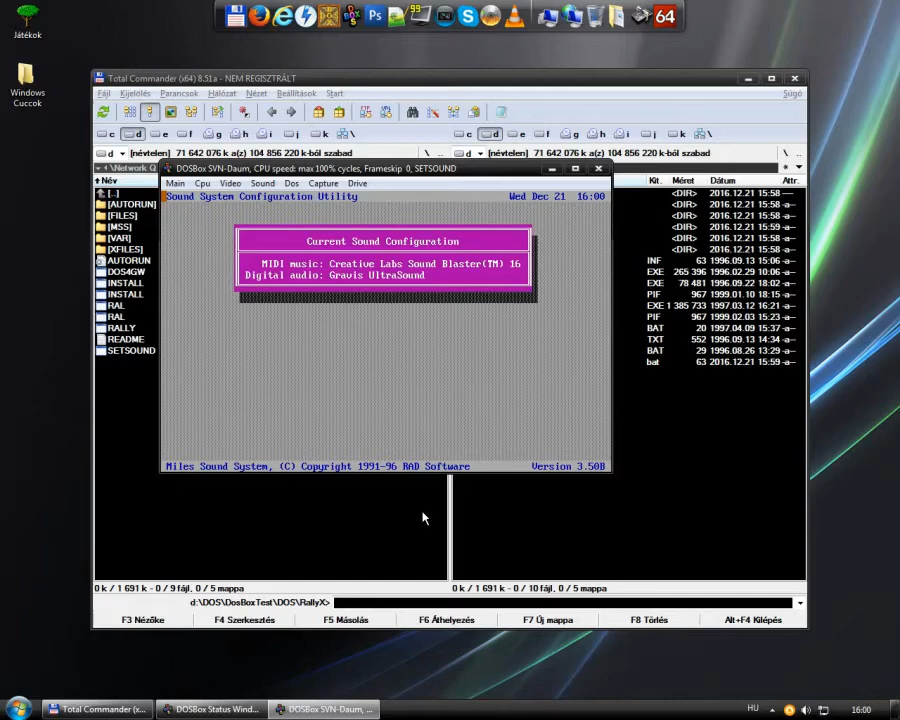 Játékok
Windows
Cuccok
99
64
Total Commander (x64) 8.51a - NEM REGISZTRÁLT
Fájl Kijelölés Parancsok Hálózat Nézet Beállítások Start Súgó
c d e f g h i j k \ c d e f g h i j k \
d [névtelen] 71 642 076 k a(z) 104 856 220 k-ból szabad \ .. d [névtelen] 71 642 076 k a(z) 104 856 220 k-ból szabad \ ..
\Network Q
DOSBox SVN-Daum, CPU speed: max 100% cycles, Frameskip 0, SETSOUND
Main Cpu Video Sound Dos Capture Drive
Sound System Configuration Utility Wed Dec 21 16:00
Current Sound Configuration
MIDI music: Creative Labs Sound Blaster(TM) 16
Digital audio: Gravis UltraSound
Miles Sound System, (C) Copyright 1991-96 RAD Software Version 3.50B
Név Kit. Méret Dátum Attr.
[..] <DIR> 2016.12.21 15:58 ----
[AUTORUN] <DIR> 2016.12.21 15:58 ----
[FILES] <DIR> 2016.12.21 15:58 ----
[MSS] <DIR> 2016.12.21 15:58 ----
[VAR] <DIR> 2016.12.21 15:58 ----
[XFILES] <DIR> 2016.12.21 15:58 ----
AUTORUN INF 63 1996.09.13 15:06 -a--
DOS4GW EXE 265 396 1996.02.29 10:06 -a--
INSTALL EXE 78 481 1996.09.22 18:58 -a--
INSTALL PIF 967 1999.01.10 18:15 -a--
RAL EXE 1 385 733 1997.03.12 16:21 -a--
RAL PIF 967 1999.02.03 15:09 -a--
RALLY BAT 20 1997.04.09 15:37 -a--
README TXT 552 1996.09.13 14:34 -a--
SETSOUND BAT 29 1996.08.26 13:29 -a--
bat 63 2016.12.21 15:59 -a--
0 k / 1 691 k - 0 / 9 fájl, 0 / 5 mappa 0 k / 1 691 k - 0 / 10 fájl, 0 / 5 mappa
d:\DOS\DosBoxTest\DOS\RallyX>
F3 Nézőke F4 Szerkesztés F5 Másolás F6 Áthelyezés F7 Új mappa F8 Törlés Alt+F4 Kilépés
Total Commander (x... DOSBox Status Wind... DOSBox SVN-Daum, ... HU 16:00